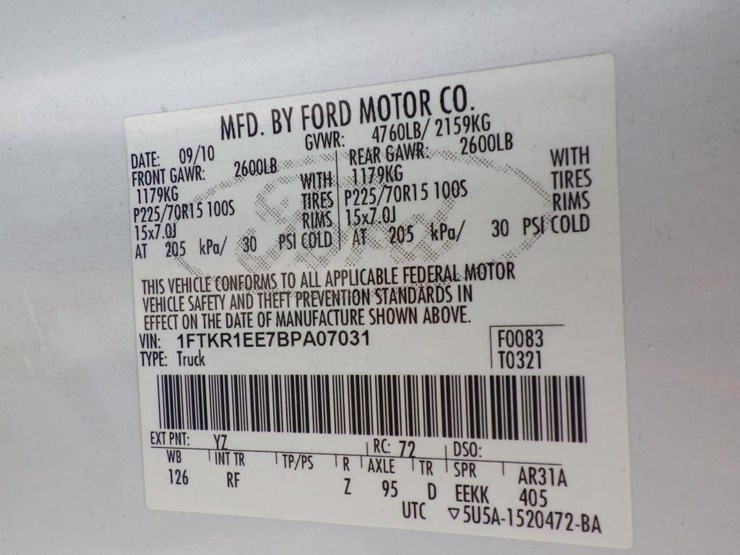 MFD. BY FORD MOTOR CO.
DATE: 09/10 GVWR: 4760LB/ 2159KG
FRONT GAWR: 2600LB REAR GAWR: 2600LB
1179KG WITH 1179KG WITH
P225/70R15 100S TIRES P225/70R15 100S TIRES
15x7.0J RIMS 15x7.0J RIMS
AT 205 kPa/ 30 PSI COLD AT 205 kPa/ 30 PSI COLD
THIS VEHICLE CONFORMS TO ALL APPLICABLE FEDERAL MOTOR
VEHICLE SAFETY AND THEFT PREVENTION STANDARDS IN
EFFECT ON THE DATE OF MANUFACTURE SHOWN ABOVE.
VIN: 1FTKR1EE7BPA07031 F0083
TYPE: Truck T0321
EXT PNT: YZ RC: 72 DSO:
WB INT TR TP/PS R AXLE TR SPR AR31A
126 RF Z 95 D EEKK 405
UTC ▽5U5A-1520472-BA
Ford